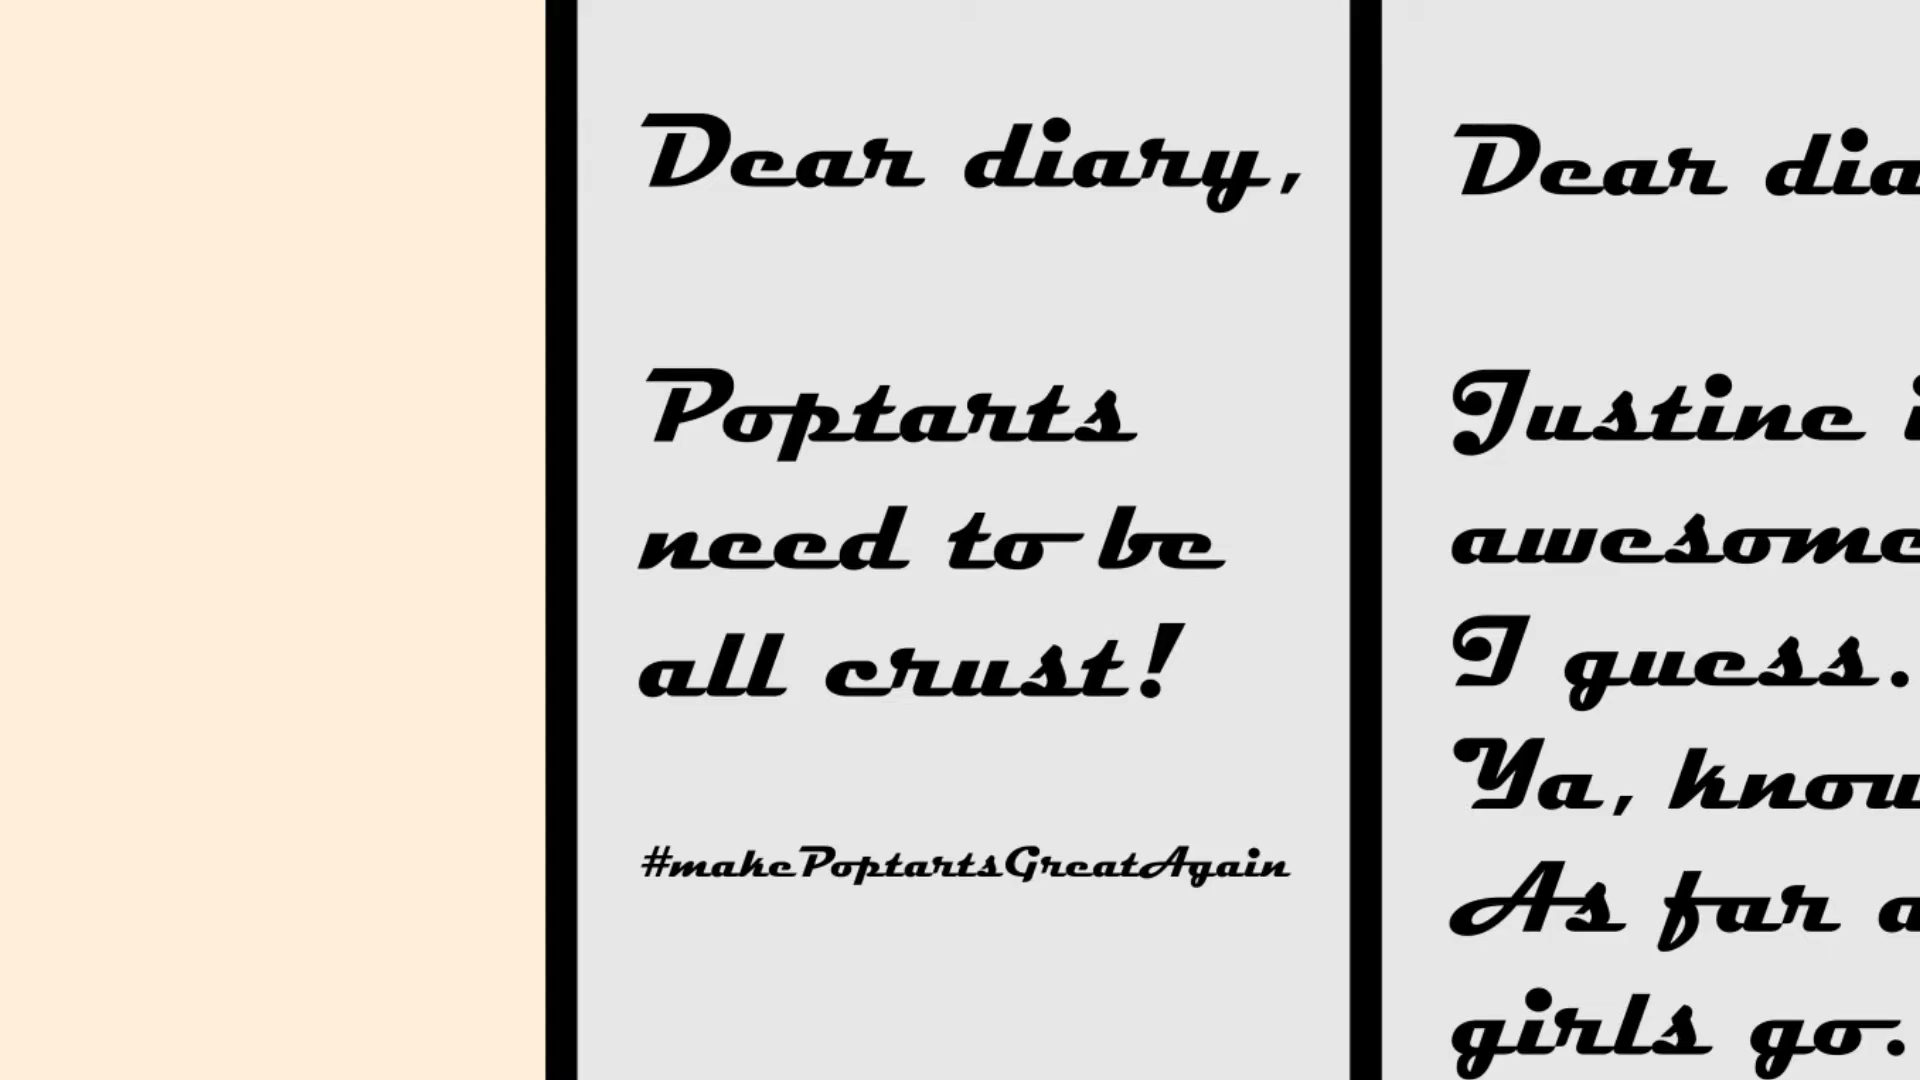 Dear diary,
Poptarts
need to be
all crust!
#makePoptartsGreatAgain
Dear
Justine
awesome
I guess.
Ya, know
As far
girls go.